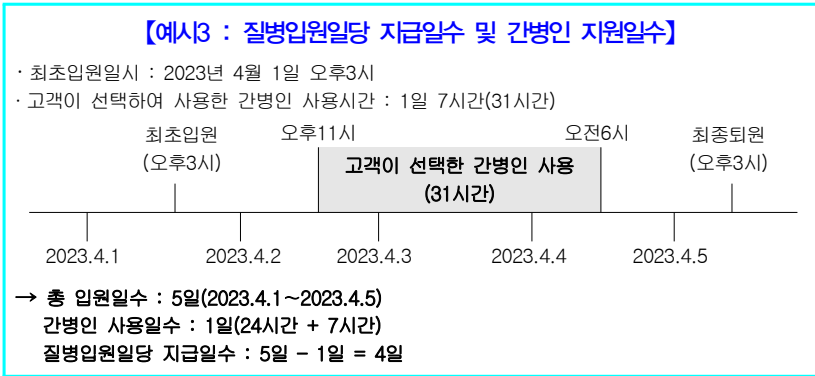 【예시3 : 질병입원일당 지급일수 및 간병인 지원일수】
· 최초입원일시 : 2023년 4월 1일 오후3시
· 고객이 선택하여 사용한 간병인 사용시간 : 1일 7시간(31시간)
최초입원 오후11시 오전6시 최종퇴원
(오후3시) 고객이 선택한 간병인 사용 (오후3시)
(31시간)
2023.4.1 2023.4.2 2023.4.3 2023.4.4 2023.4.5
→ 총 입원일수 : 5일(2023.4.1~2023.4.5)
간병인 사용일수 : 1일(24시간 + 7시간)
질병입원일당 지급일수 : 5일 - 1일 = 4일